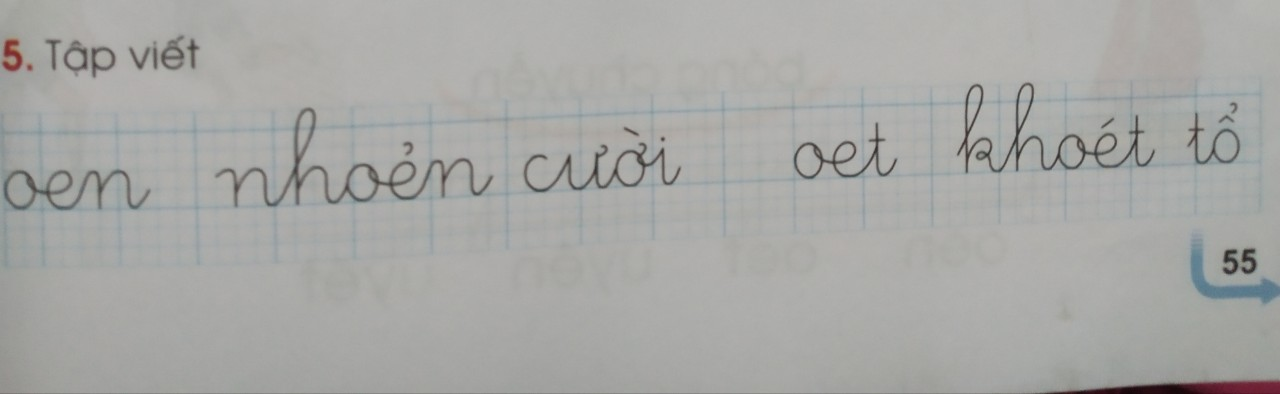 5. Tập viết
oen nhoẻn cười oet khoét tổ
55